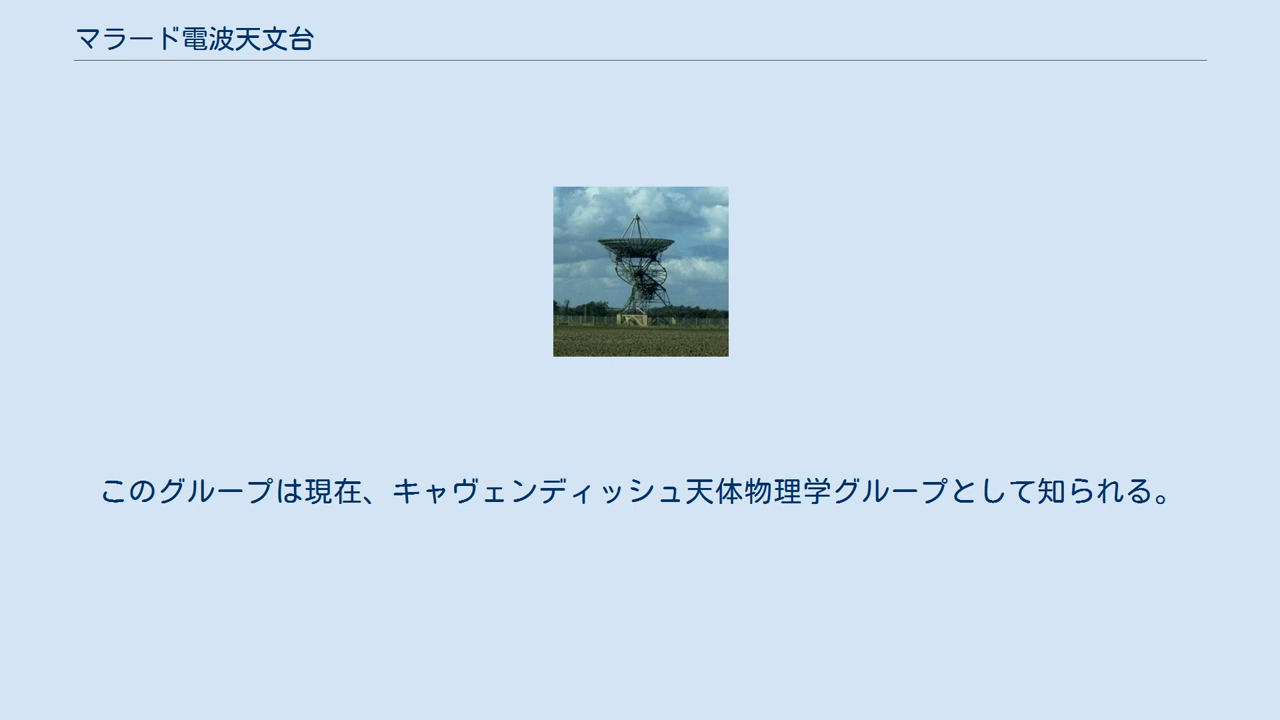 マラード電波天文台
このグループは現在、キャヴェンディッシュ天体物理学グループとして知られる。